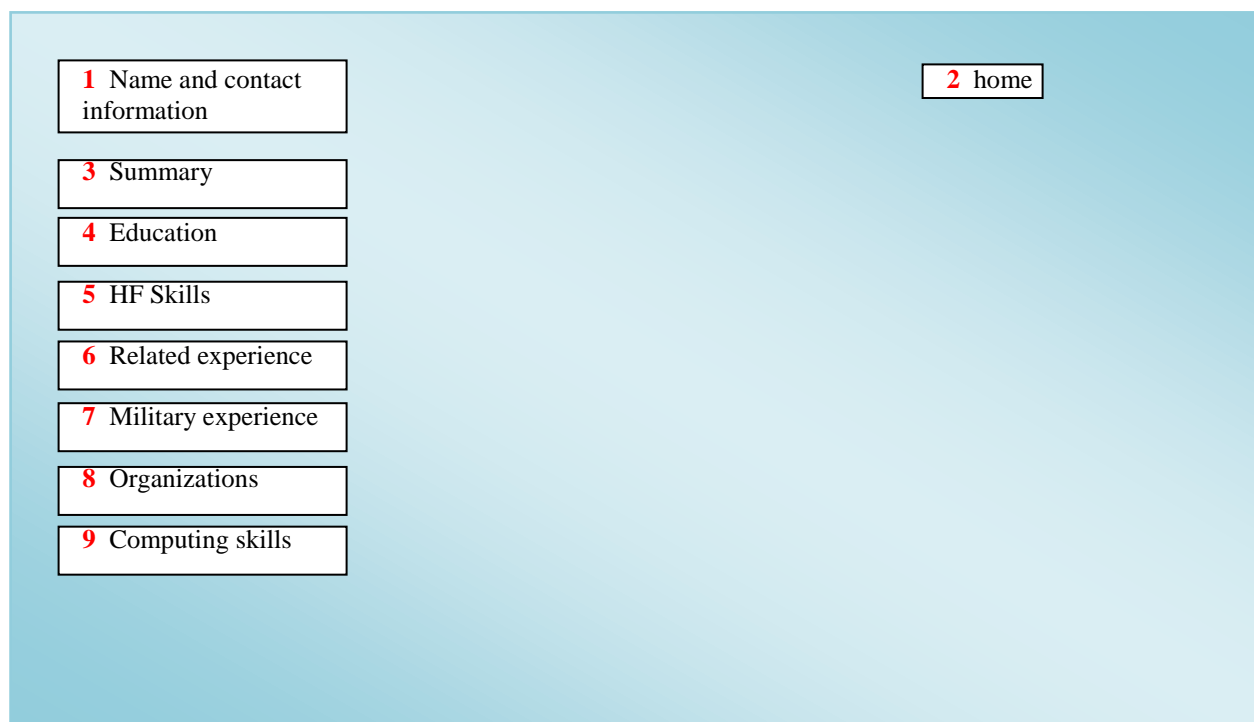 1 Name and contact
information
2 home
3 Summary
4 Education
5 HF Skills
6 Related experience
7 Military experience
8 Organizations
9 Computing skills